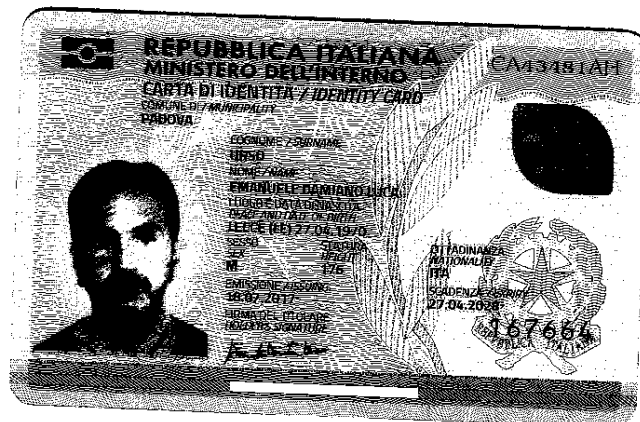 REPUBBLICA ITALIANA
MINISTERO DELL'INTERNO
CA43481AH
CARTA DI IDENTITÀ / IDENTITY CARD
COMUNE DI / MUNICIPALITY
PADOVA
COGNOME / SURNAME
URSO
NOME / NAME
EMANUELE DAMIANO LUCA
LUOGO E DATA DI NASCITA
PLACE AND DATE OF BIRTH
LECCE (LE) 27.04.1970
SESSO
SEX
M
STATURA
HEIGHT
176
CITTADINANZA
NATIONALITY
ITA
EMISSIONE / ISSUING
18.07.2017
SCADENZA / EXPIRY
27.04.2028
FIRMA DEL TITOLARE
HOLDER'S SIGNATURE
167664
REPUBBLICA ITALIANA